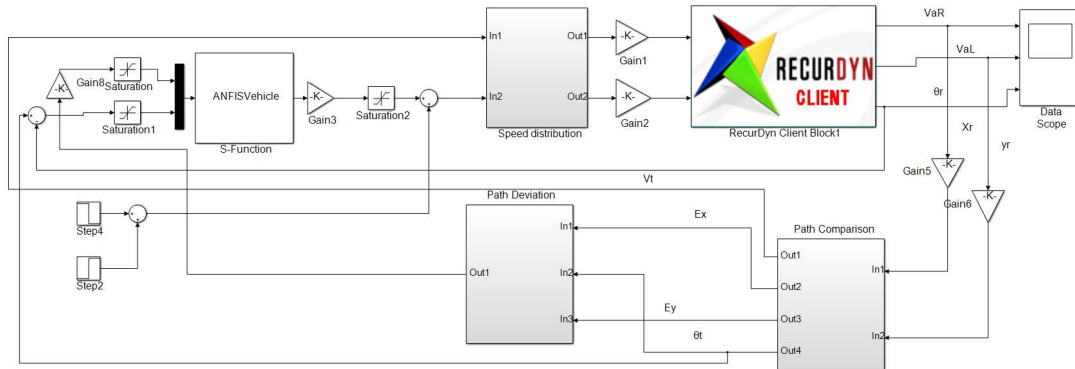 VaR
In1
Out1
-K-
Gain1
VaL
-K-
Gain8
Saturation
ANFISVehicle
-K-
Gain3
Saturation2
In2
Out2
-K-
Gain2
RECURDYN
CLIENT
θr
Saturation1
S-Function
Speed distribution
RecurDyn Client Block1
Data
Scope
Xr
yr
Gain5
-K-
Vt
-K-
Gain6
Path Deviation
Step4
Ex
Path Comparison
In1
Out1
In1
Out1
In2
Out2
Step2
Ey
In3
Out3
θt
In2
Out4